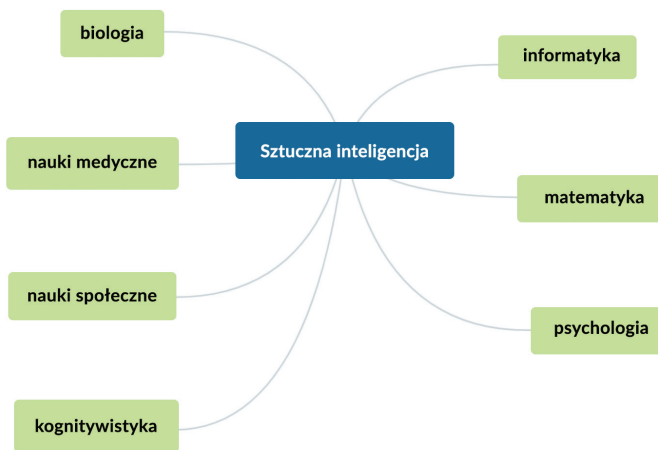 biologia
informatyka
Sztuczna inteligencja
nauki medyczne
matematyka
nauki społeczne
psychologia
kognitywistyka